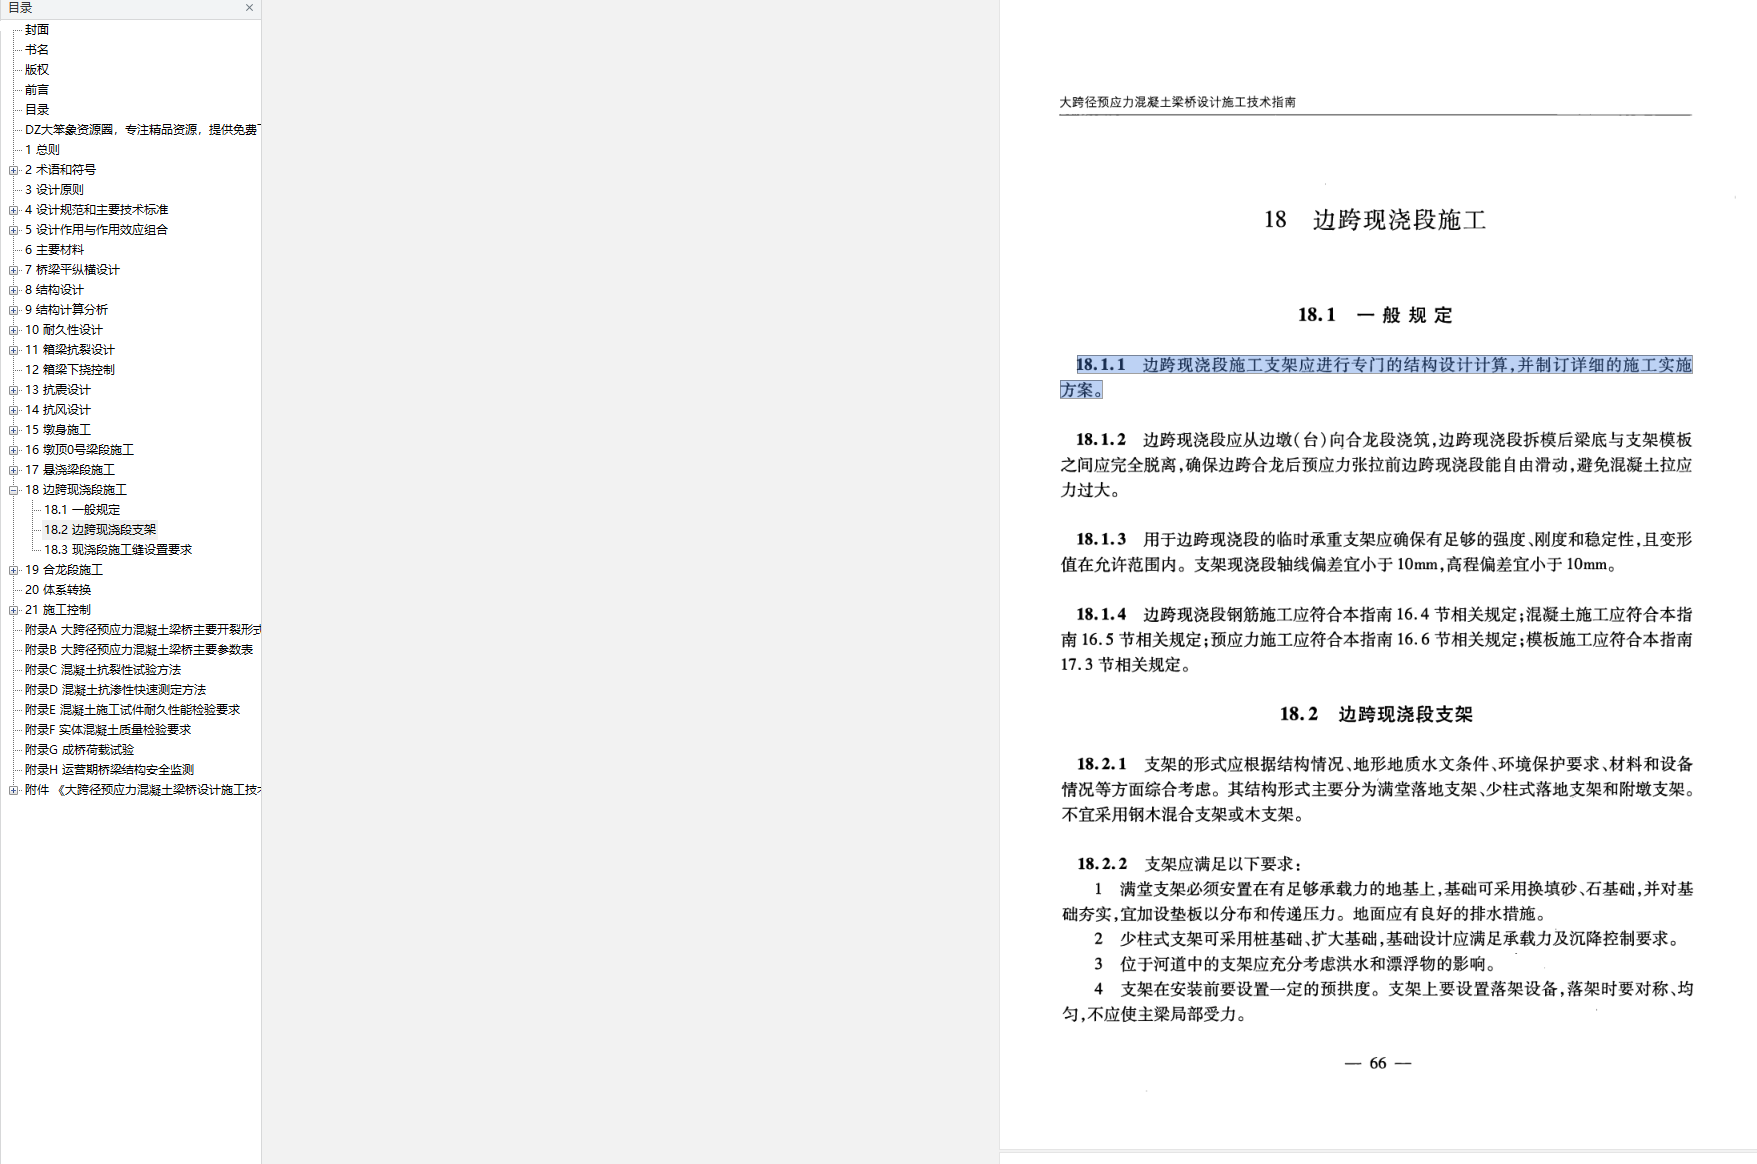 目录
封面
书名
版权
前言
目录
DZ大笨象资源圈，专注精品资源，提供免费
1 总则
2 术语和符号
3 设计原则
4 设计规范和主要技术标准
5 设计作用与作用效应组合
6 主要材料
7 桥梁平纵横设计
8 结构设计
9 结构计算分析
10 耐久性设计
11 箱梁抗裂设计
12 箱梁下挠控制
13 抗震设计
14 抗风设计
15 墩身施工
16 墩顶0号梁段施工
17 悬浇梁段施工
18 边跨现浇段施工
18.1 一般规定
18.2 边跨现浇段支架
18.3 现浇段施工缝设置要求
19 合龙段施工
20 体系转换
21 施工控制
附录A 大跨径预应力混凝土梁桥主要开裂形式
附录B 大跨径预应力混凝土梁桥主要参数表
附录C 混凝土抗裂性试验方法
附录D 混凝土抗渗性快速测定方法
附录E 混凝土施工试件耐久性能检验要求
附录F 实体混凝土质量检验要求
附录G 成桥荷载试验
附录H 运营期桥梁结构安全监测
附件 《大跨径预应力混凝土梁桥设计施工技
大跨径预应力混凝土梁桥设计施工技术指南
18 边跨现浇段施工
18.1 一般规定
18.1.1 边跨现浇段施工支架应进行专门的结构设计计算,并制订详细的施工实施
方案。
18.1.2 边跨现浇段应从边墩(台)向合龙段浇筑,边跨现浇段拆模后梁底与支架模板
之间应完全脱离,确保边跨合龙后预应力张拉前边跨现浇段能自由滑动,避免混凝土拉应
力过大。
18.1.3 用于边跨现浇段的临时承重支架应确保有足够的强度、刚度和稳定性,且变形
值在允许范围内。支架现浇段轴线偏差宜小于10mm,高程偏差宜小于10mm。
18.1.4 边跨现浇段钢筋施工应符合本指南16.4节相关规定;混凝土施工应符合本指
南16.5节相关规定;预应力施工应符合本指南16.6节相关规定;模板施工应符合本指南
17.3节相关规定。
18.2 边跨现浇段支架
18.2.1 支架的形式应根据结构情况、地形地质水文条件、环境保护要求、材料和设备
情况等方面综合考虑。其结构形式主要分为满堂落地支架、少柱式落地支架和附墩支架。
不宜采用钢木混合支架或木支架。
18.2.2 支架应满足以下要求:
1 满堂支架必须安置在有足够承载力的地基上,基础可采用换填砂、石基础,并对基
础夯实,宜加设垫板以分布和传递压力。地面应有良好的排水措施。
2 少柱式支架可采用桩基础、扩大基础,基础设计应满足承载力及沉降控制要求。
3 位于河道中的支架应充分考虑洪水和漂浮物的影响。
4 支架在安装前要设置一定的预拱度。支架上要设置落架设备,落架时要对称、均
匀,不应使主梁局部受力。
— 66 —